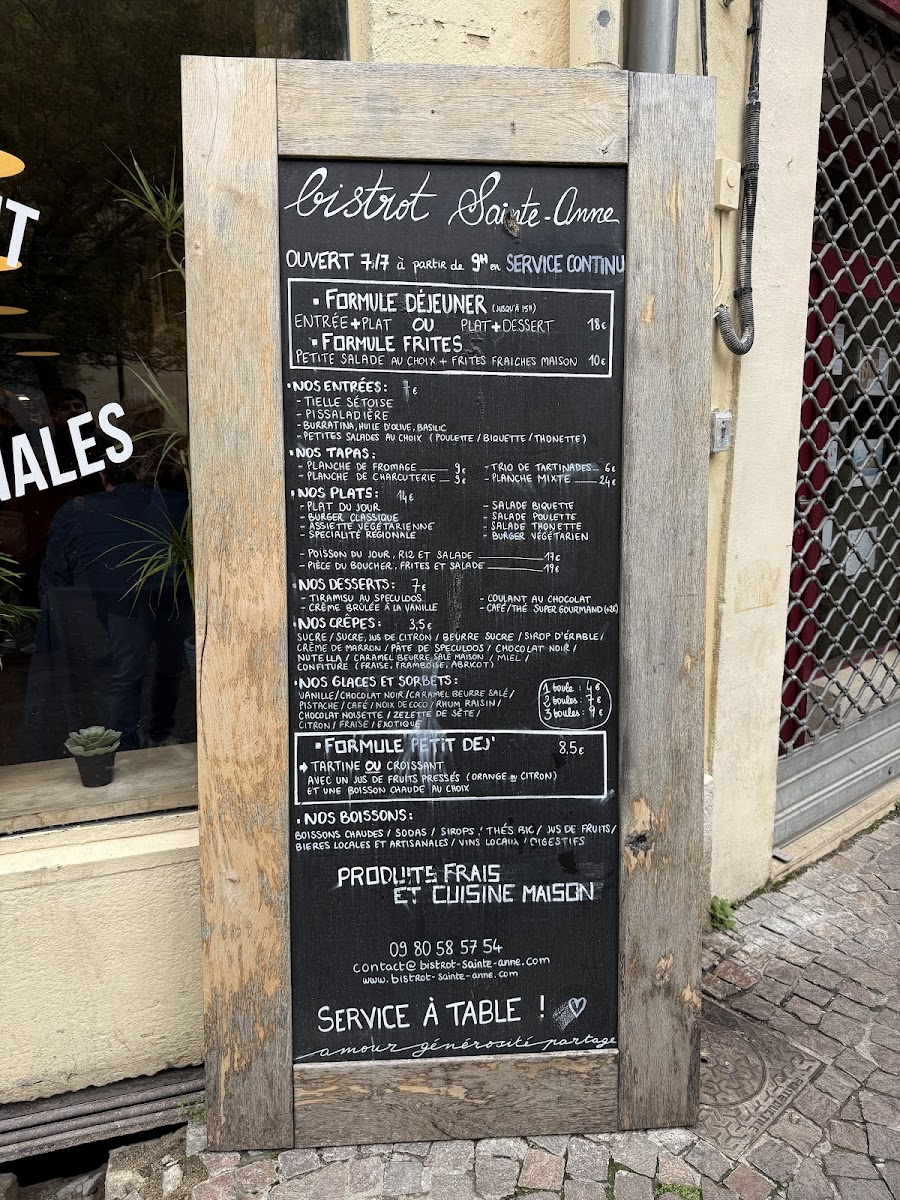 NT
NALES
bistrot Sainte-Anne
OUVERT 7/7 à partir de 9H en SERVICE CONTINU
• FORMULE DÉJEUNER (JUSQU'À 15H)
ENTRÉE+PLAT OU PLAT+DESSERT 18€
• FORMULE FRITES
PETITE SALADE AU CHOIX + FRITES FRAICHES MAISON 10€
• NOS ENTRÉES: 7€
- TIELLE SÉTOISE
- PISSALADIÈRE
- BURRATINA, HUILE D'OLIVE, BASILIC
- PETITES SALADES AU CHOIX (POULETTE/BIQUETTE/THONETTE)
• NOS TAPAS:
- PLANCHE DE FROMAGE 9€ - TRIO DE TARTINADES 6€
- PLANCHE DE CHARCUTERIE 9€ - PLANCHE MIXTE 24€
• NOS PLATS: 14€
- PLAT DU JOUR - SALADE BIQUETTE
- BURGER CLASSIQUE - SALADE POULETTE
- ASSIETTE VÉGÉTARIENNE - SALADE THONETTE
- SPECIALITÉ RÉGIONALE - BURGER VÉGÉTARIEN
- POISSON DU JOUR, RIZ ET SALADE 17€
- PIÈCE DU BOUCHER, FRITES ET SALADE 19€
• NOS DESSERTS: 7€
- TIRAMISU AU SPECULOOS - COULANT AU CHOCOLAT
- CRÈME BRÛLÉE À LA VANILLE - CAFÉ/THÉ SUPER GOURMAND (+2€)
• NOS CRÊPES: 3,5€
SUCRE / SUCRE, JUS DE CITRON / BEURRE SUCRE / SIROP D'ÉRABLE /
CRÈME DE MARRON / PÂTE DE SPECULOOS / CHOCOLAT NOIR /
NUTELLA / CARAMEL BEURRE SALÉ MAISON / MIEL /
CONFITURE (FRAISE, FRAMBOISE, ABRICOT)
• NOS GLACES ET SORBETS:
VANILLE/CHOCOLAT NOIR/CARAMEL BEURRE SALÉ/
PISTACHE / CAFÉ / NOIX DE COCO / RHUM RAISIN /
CHOCOLAT NOISETTE / ZEZETTE DE SÈTE /
CITRON / FRAISE / EXOTIQUE
1 boule : 4€
2 boules : 7€
3 boules : 9€
• FORMULE PETIT DEJ' 8.5€
➜ TARTINE OU CROISSANT
AVEC UN JUS DE FRUITS PRESSÉS (ORANGE ou CITRON)
ET UNE BOISSON CHAUDE AU CHOIX
• NOS BOISSONS:
BOISSONS CHAUDES / SODAS / SIROPS / THÉS BIO / JUS DE FRUITS/
BIERES LOCALES ET ARTISANALES / VINS LOCAUX / DIGESTIFS
PRODUITS FRAIS
ET CUISINE MAISON
09 80 58 57 54
contact@bistrot-sainte-anne.com
www.bistrot-sainte-anne.com
SERVICE À TABLE !
amour générosité partage